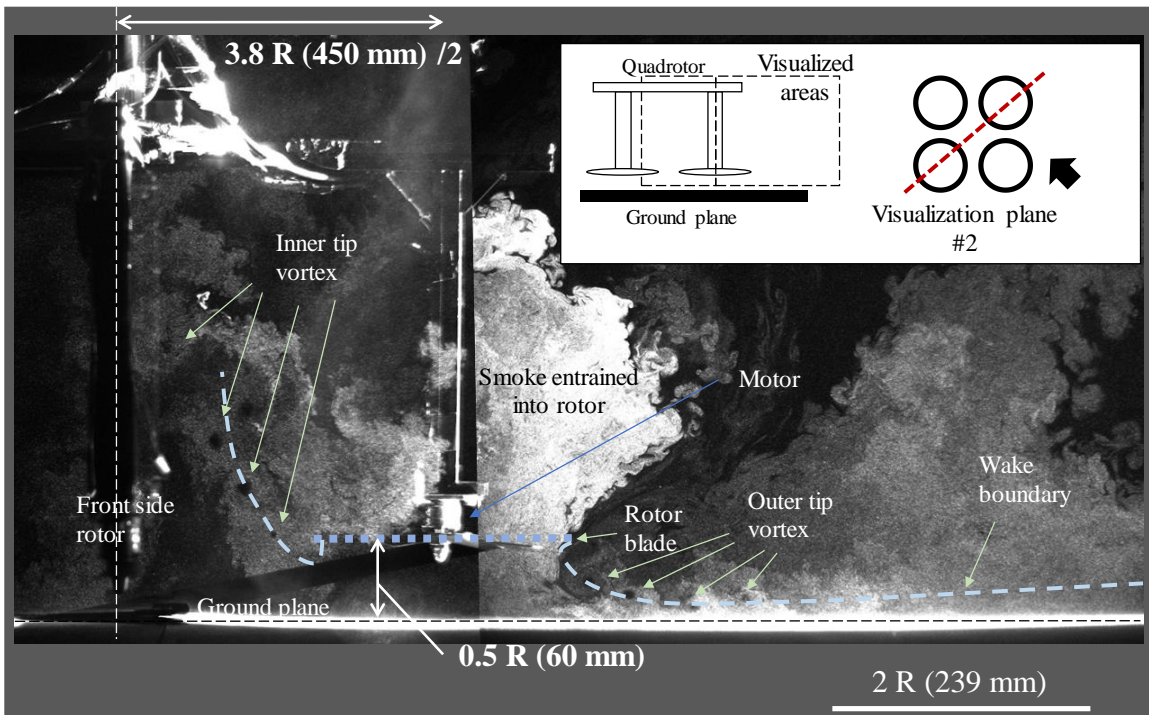 3.8 R (450 mm) /2
Quadrotor
Visualized
areas
Ground plane
Visualization plane
#2
Inner tip
vortex
Smoke entrained
into rotor
Motor
Wake
boundary
Front side
rotor
Rotor
blade
Outer tip
vortex
Ground plane
0.5 R (60 mm)
2 R (239 mm)